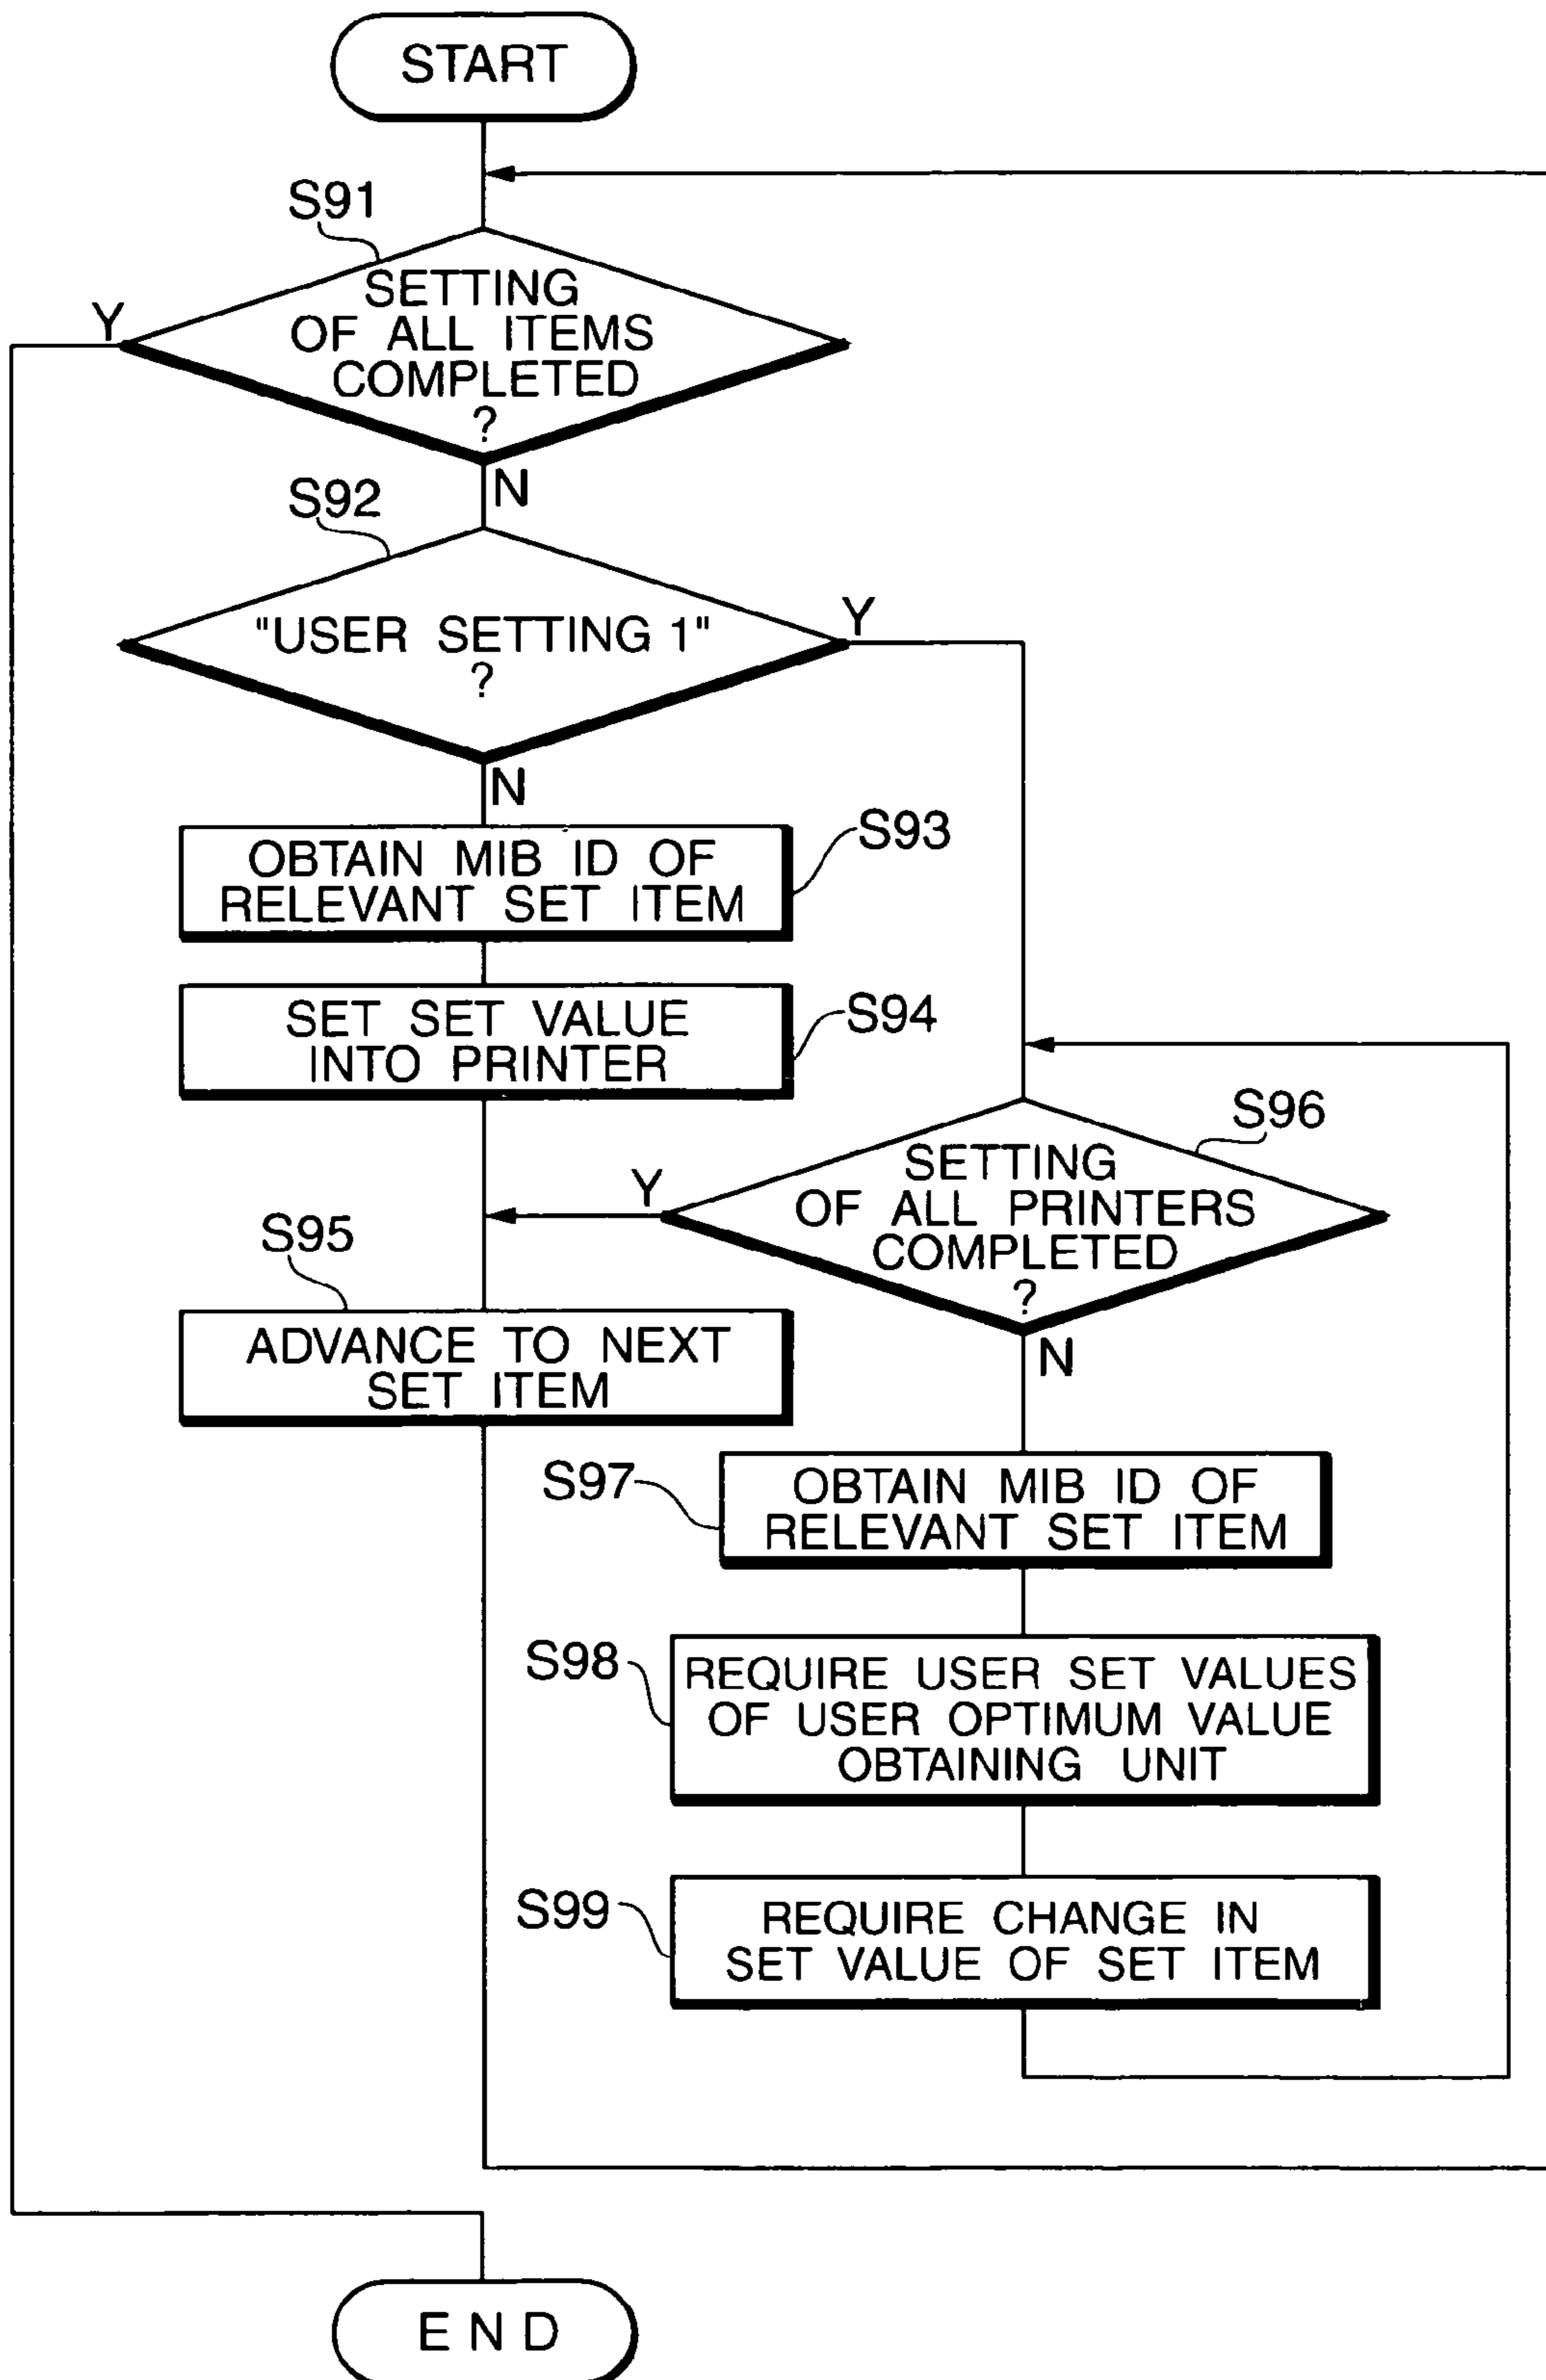 START
S91
SETTING
OF ALL ITEMS
COMPLETED
?
Y
N
S92
"USER SETTING 1"
?
Y
N
OBTAIN MIB ID OF
RELEVANT SET ITEM
S93
SET SET VALUE
INTO PRINTER
S94
S96
SETTING
OF ALL PRINTERS
COMPLETED
?
Y
N
S95
ADVANCE TO NEXT
SET ITEM
S97
OBTAIN MIB ID OF
RELEVANT SET ITEM
S98
REQUIRE USER SET VALUES
OF USER OPTIMUM VALUE
OBTAINING UNIT
S99
REQUIRE CHANGE IN
SET VALUE OF SET ITEM
END